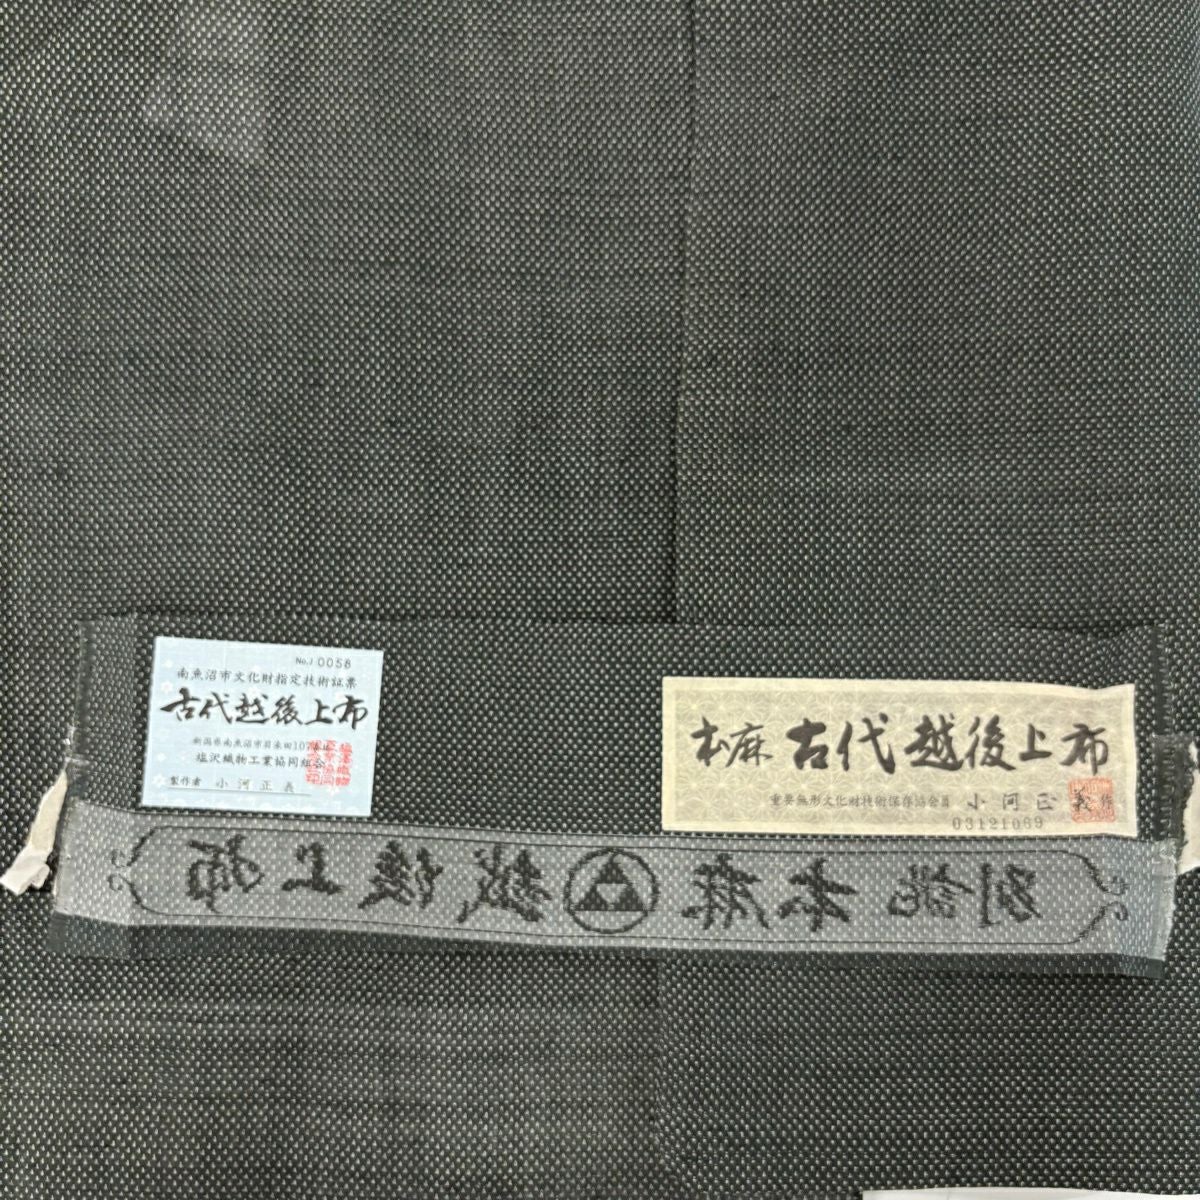 No.J 0058
南魚沼市文化財指定技術証票
古代越後上布
新潟県南魚沼市目来田107番地
塩沢織物工業協同組合
製作者 小河正義
本麻 古代越後上布
重要無形文化財技術保存協会員 小河正義作
03121069
別誂本麻 越後上布